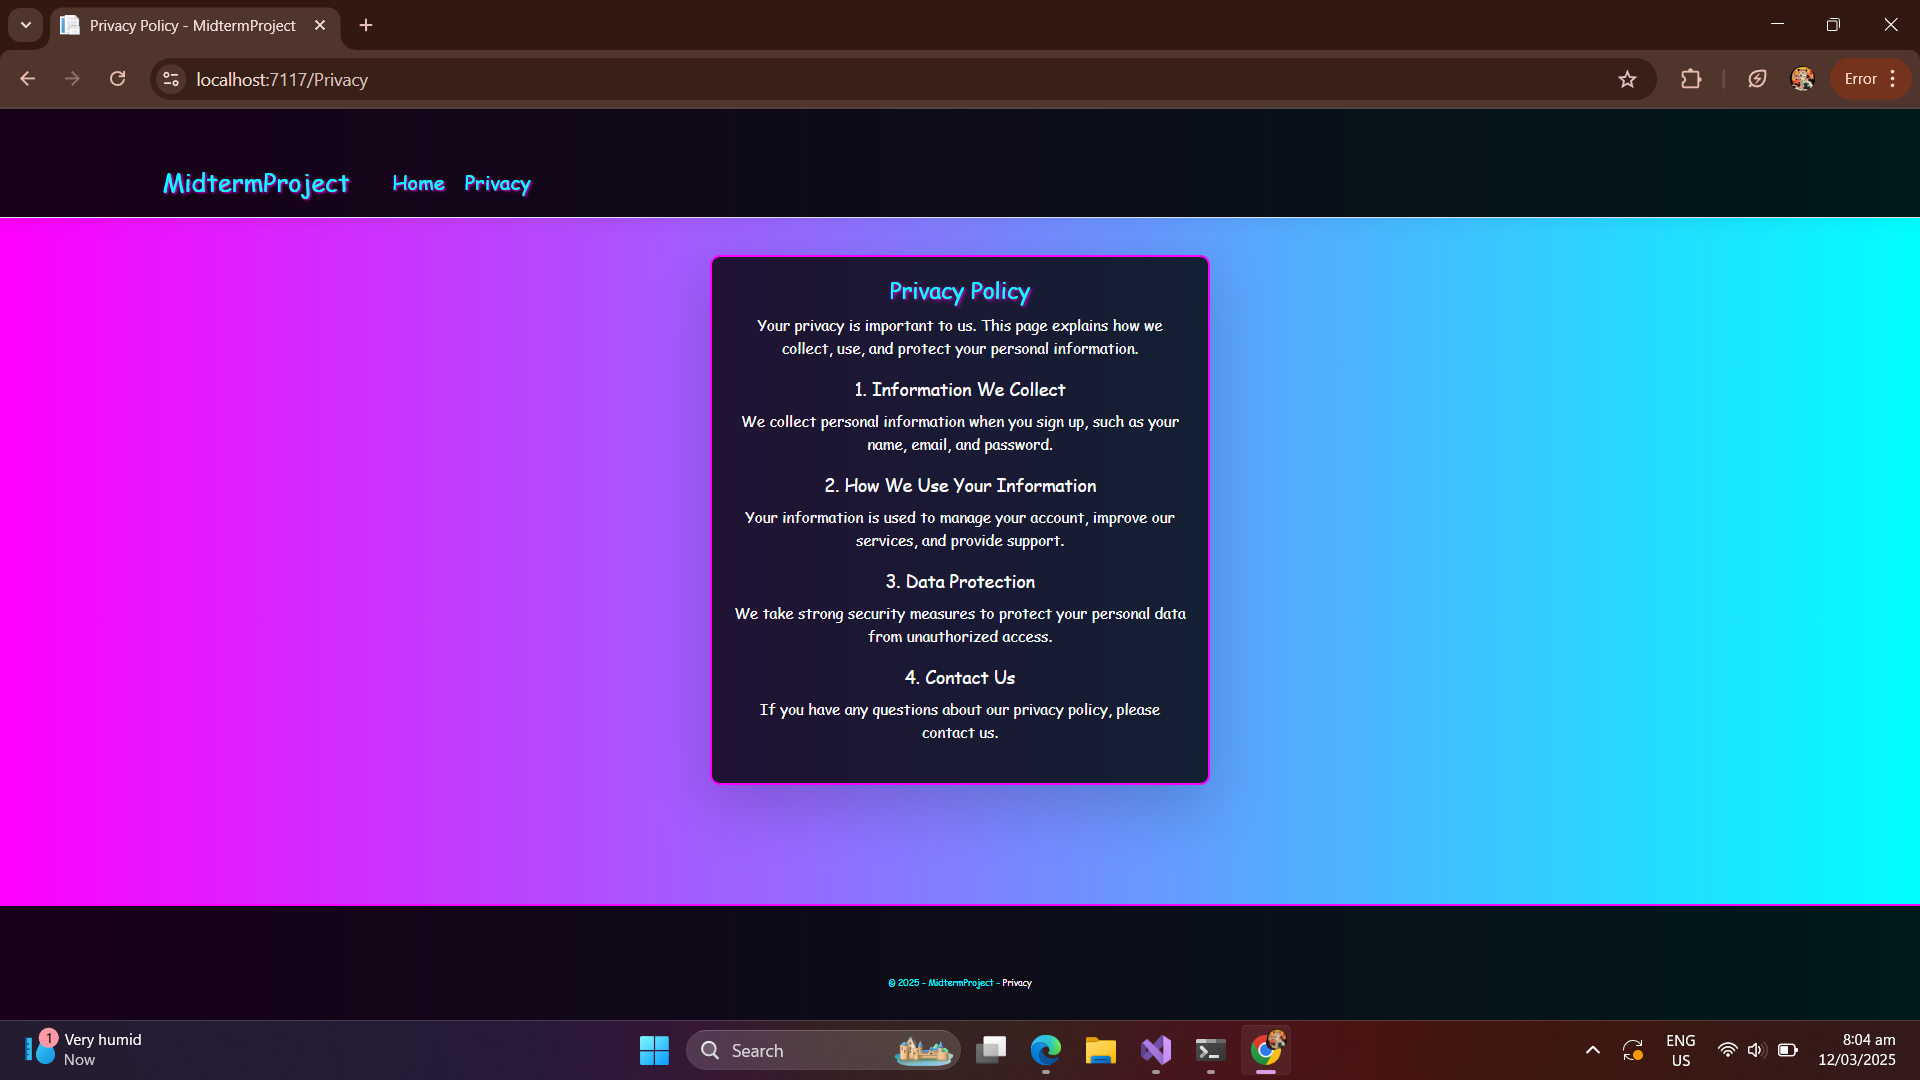 Privacy Policy - MidtermProject
localhost:7117/Privacy
Error
MidtermProject Home Privacy
Privacy Policy
Your privacy is important to us. This page explains how we
collect, use, and protect your personal information.
1. Information We Collect
We collect personal information when you sign up, such as your
name, email, and password.
2. How We Use Your Information
Your information is used to manage your account, improve our
services, and provide support.
3. Data Protection
We take strong security measures to protect your personal data
from unauthorized access.
4. Contact Us
If you have any questions about our privacy policy, please
contact us.
© 2025 - MidtermProject - Privacy
1
Very humid
Now
Search
ENG
US
8:04 am
12/03/2025